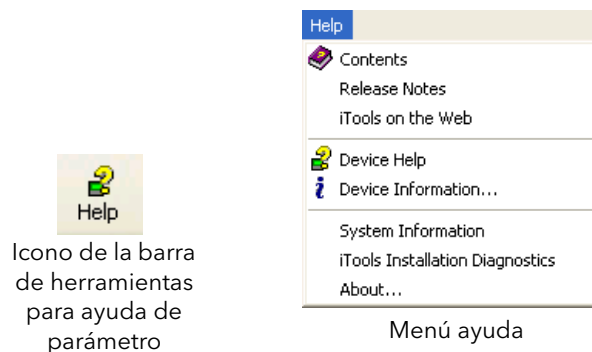 Help
Icono de la barra
de herramientas
para ayuda de
parámetro
Help
Contents
Release Notes
iTools on the Web
Device Help
Device Information...
System Information
iTools Installation Diagnostics
About...
Menú ayuda